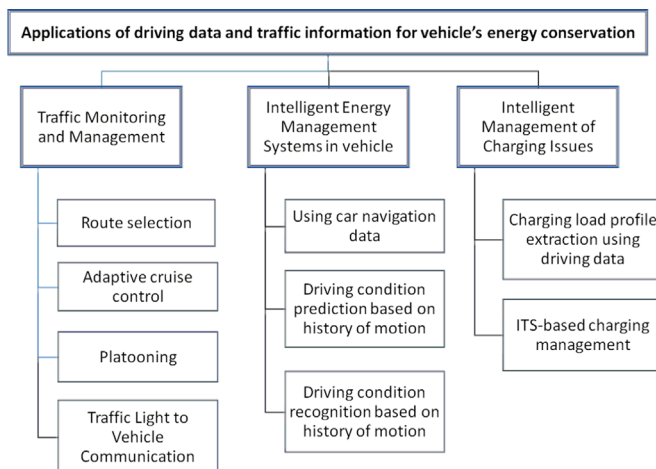 Applications of driving data and traffic information for vehicle's energy conservation
Traffic Monitoring
and Management
Intelligent Energy
Management
Systems in vehicle
Intelligent
Management of
Charging Issues
Route selection
Adaptive cruise
control
Platooning
Traffic Light to
Vehicle
Communication
Using car navigation
data
Driving condition
prediction based on
history of motion
Driving condition
recognition based on
history of motion
Charging load profile
extraction using
driving data
ITS-based charging
management